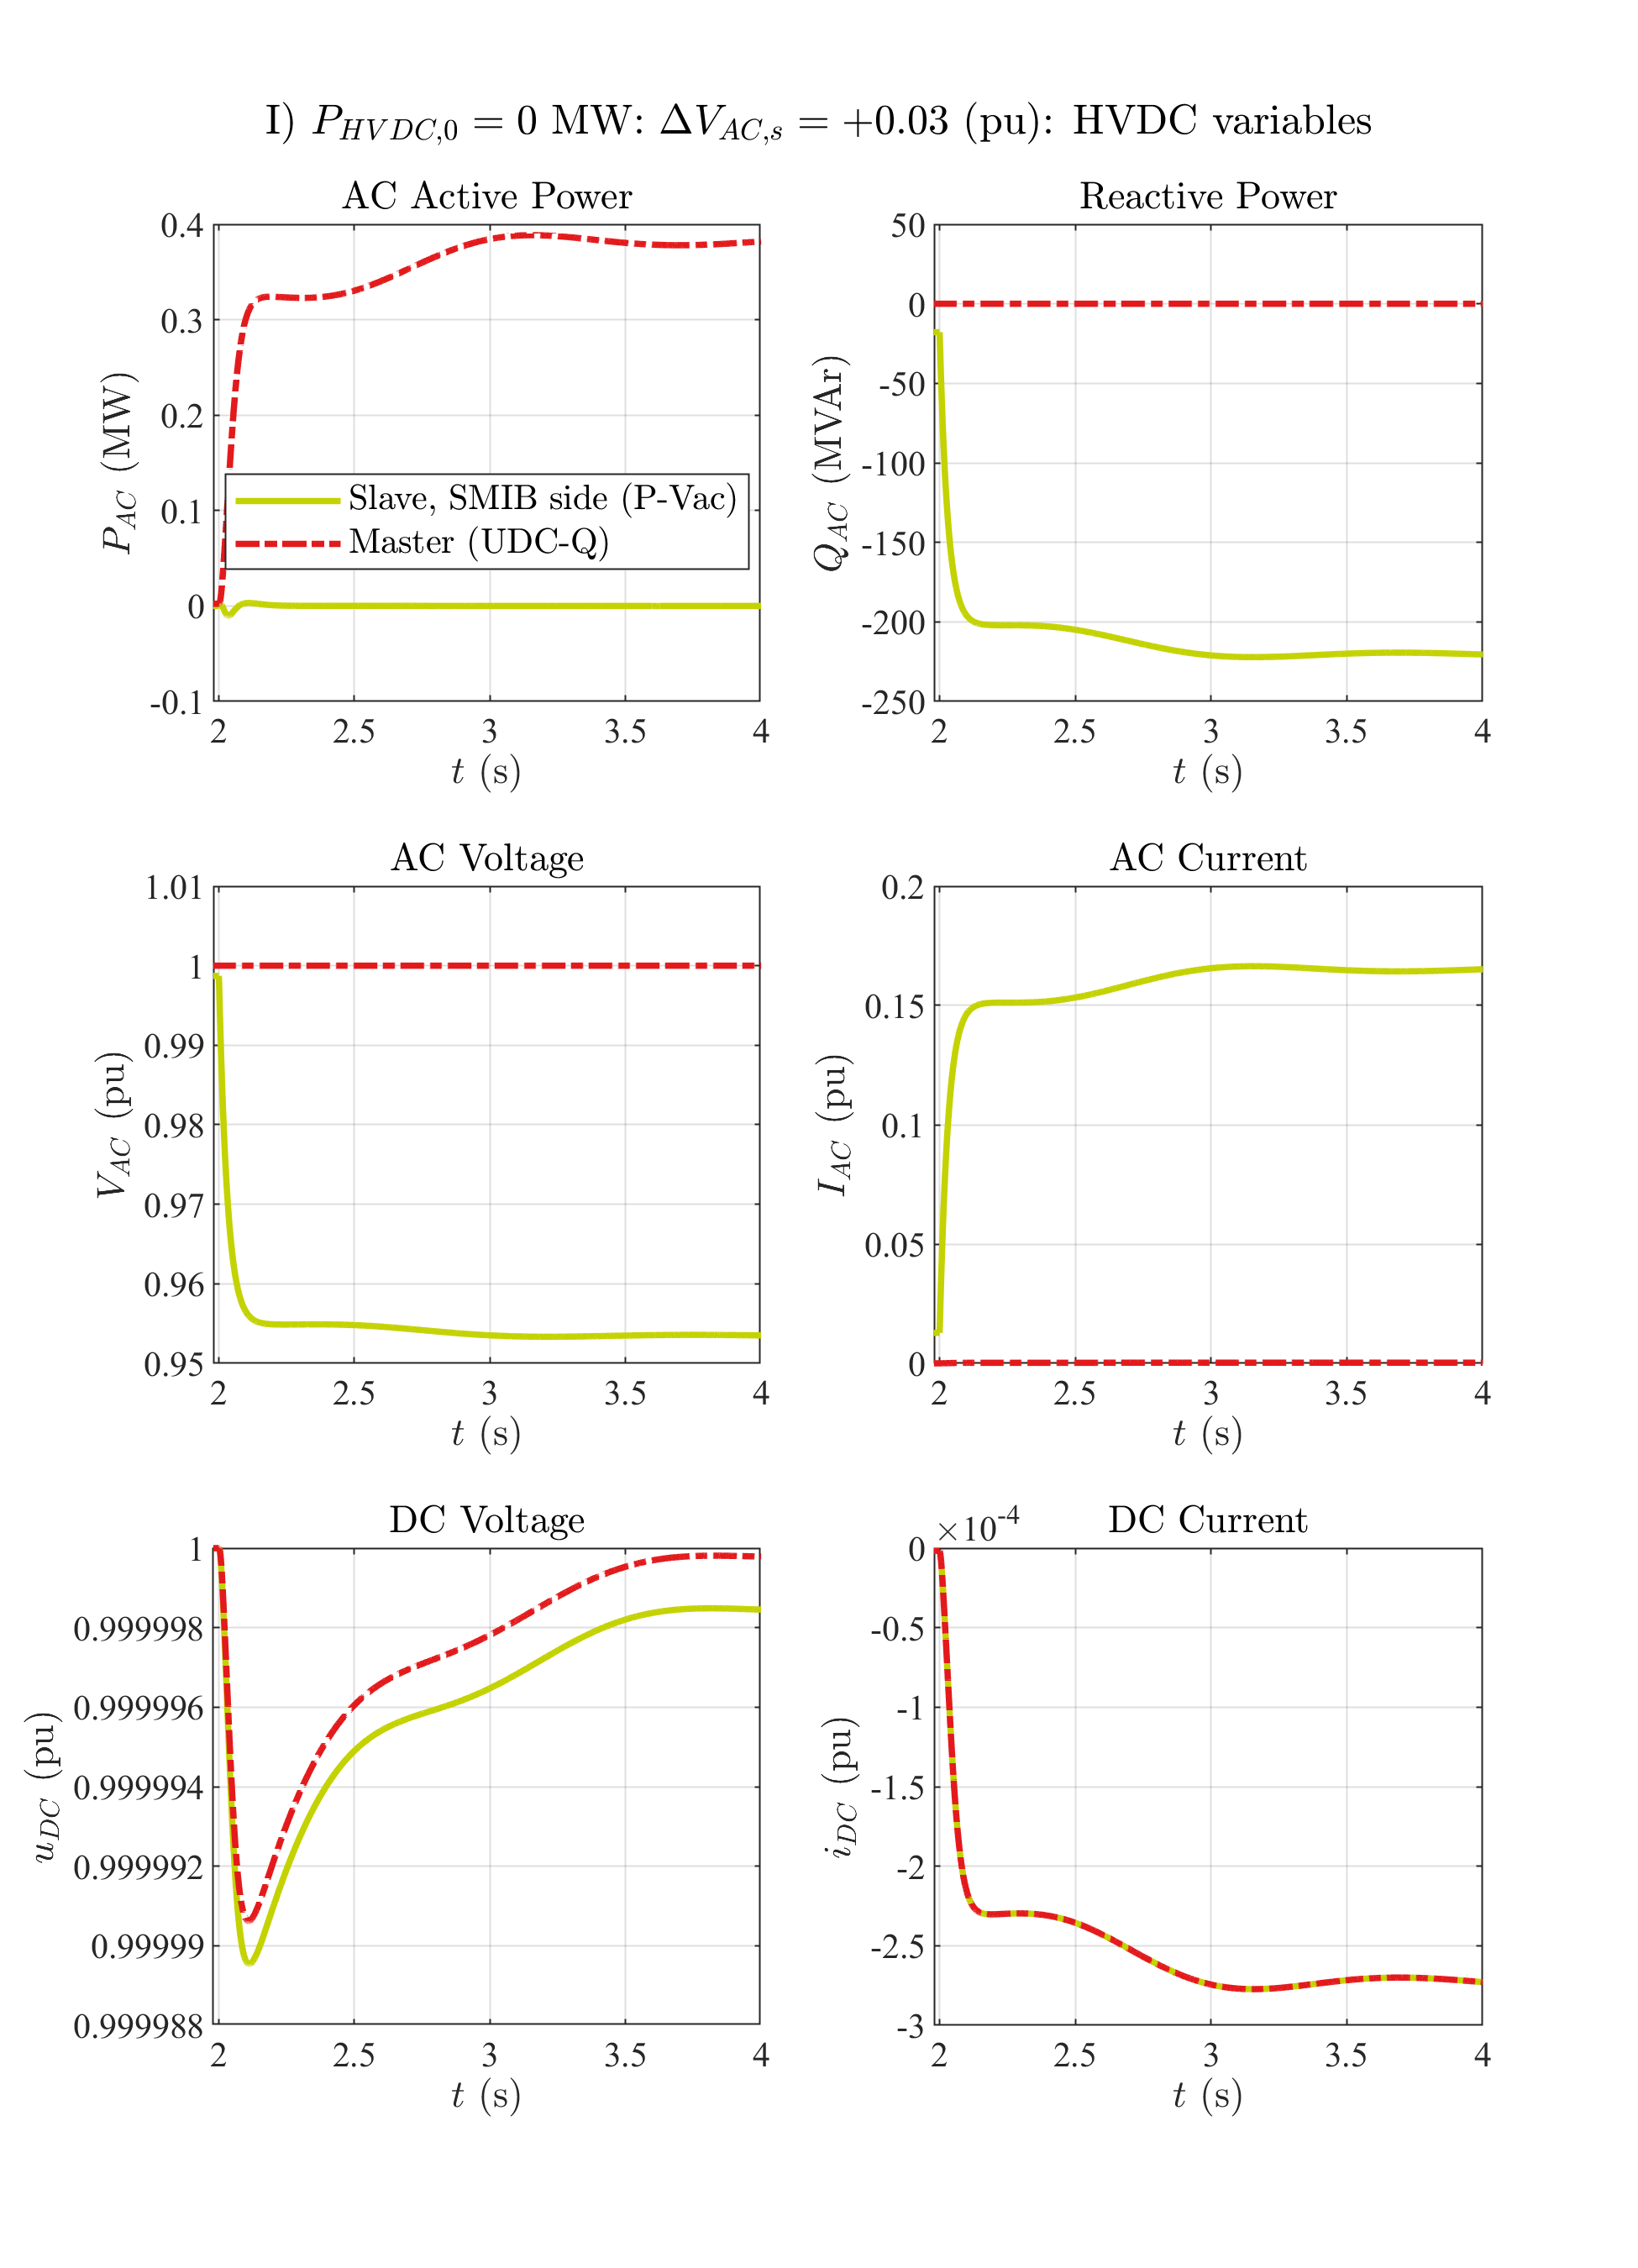 I) P_{HVDC,0} = 0 MW: ΔV_{AC,s} = +0.03 (pu): HVDC variables
AC Active Power
0.4
0.3
0.2
0.1
0
-0.1
P_{AC} (MW)
Slave, SMIB side (P-Vac)
Master (UDC-Q)
2 2.5 3 3.5 4
t (s)
Reactive Power
50
0
-50
-100
-150
-200
-250
Q_{AC} (MVAr)
2 2.5 3 3.5 4
t (s)
AC Voltage
1.01
1
0.99
0.98
0.97
0.96
0.95
V_{AC} (pu)
2 2.5 3 3.5 4
t (s)
AC Current
0.2
0.15
0.1
0.05
0
I_{AC} (pu)
2 2.5 3 3.5 4
t (s)
DC Voltage
1
0.999998
0.999996
0.999994
0.999992
0.99999
0.999988
u_{DC} (pu)
2 2.5 3 3.5 4
t (s)
DC Current
×10^{-4}
0
-0.5
-1
-1.5
-2
-2.5
-3
i_{DC} (pu)
2 2.5 3 3.5 4
t (s)